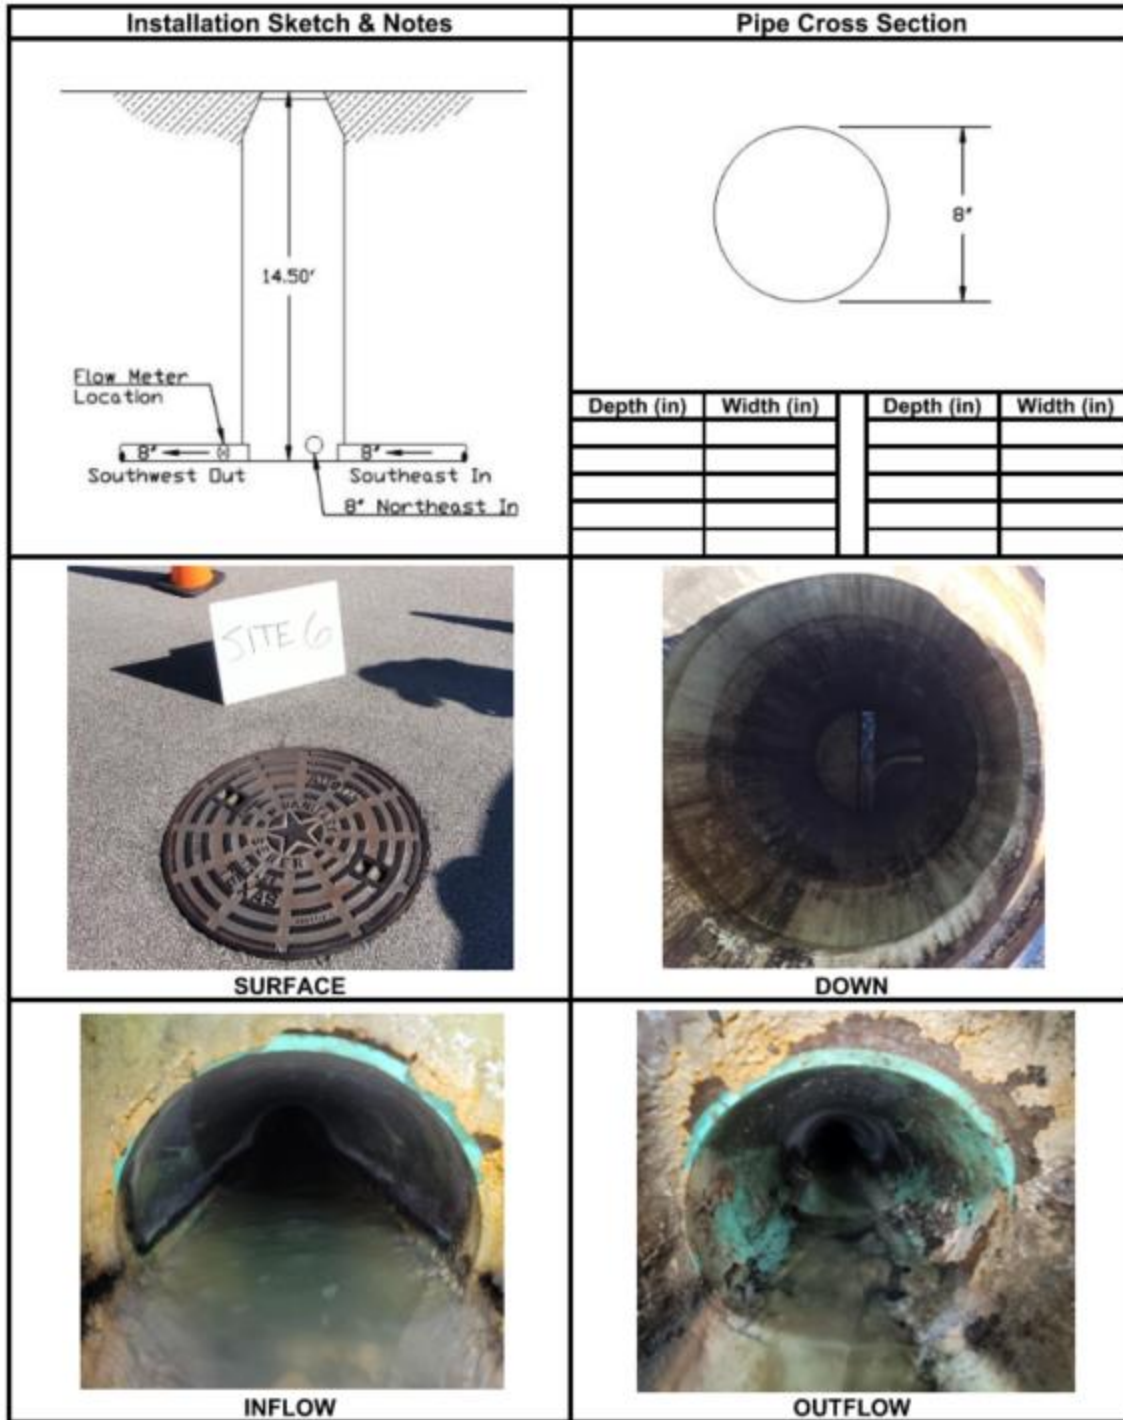 Installation Sketch & Notes
Pipe Cross Section
14.50'
Flow Meter
Location
8"
8"
Southwest Out
Southeast In
8" Northeast In
8"
Depth (in)
Width (in)
Depth (in)
Width (in)
SITE 6
SURFACE
DOWN
INFLOW
OUTFLOW